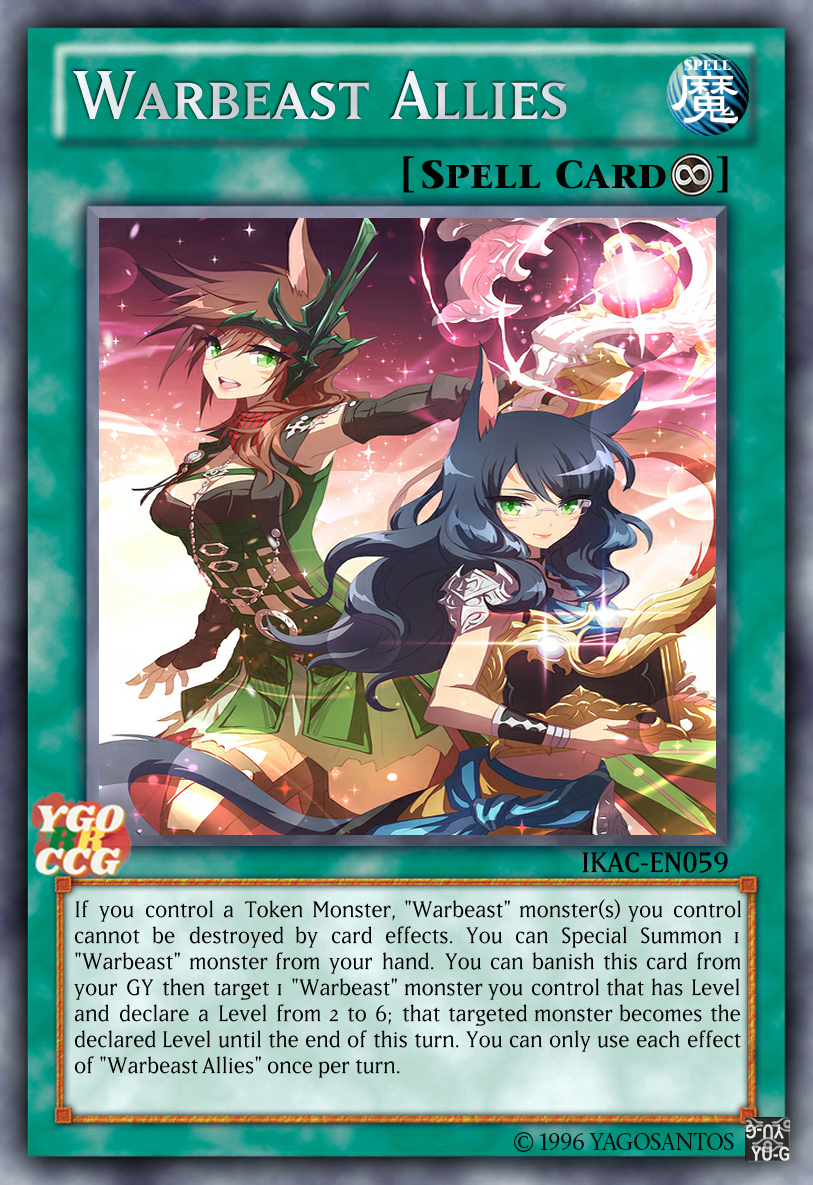 WARBEAST ALLIES
SPELL
魔
[SPELL CARD∞]
YGO
BR
CCG
IKAC-EN059
If you control a Token Monster, "Warbeast" monster(s) you control
cannot be destroyed by card effects. You can Special Summon 1
"Warbeast" monster from your hand. You can banish this card from
your GY then target 1 "Warbeast" monster you control that has Level
and declare a Level from 2 to 6; that targeted monster becomes the
declared Level until the end of this turn. You can only use each effect
of "Warbeast Allies" once per turn.
© 1996 YAGOSANTOS
YU-G
YU-G